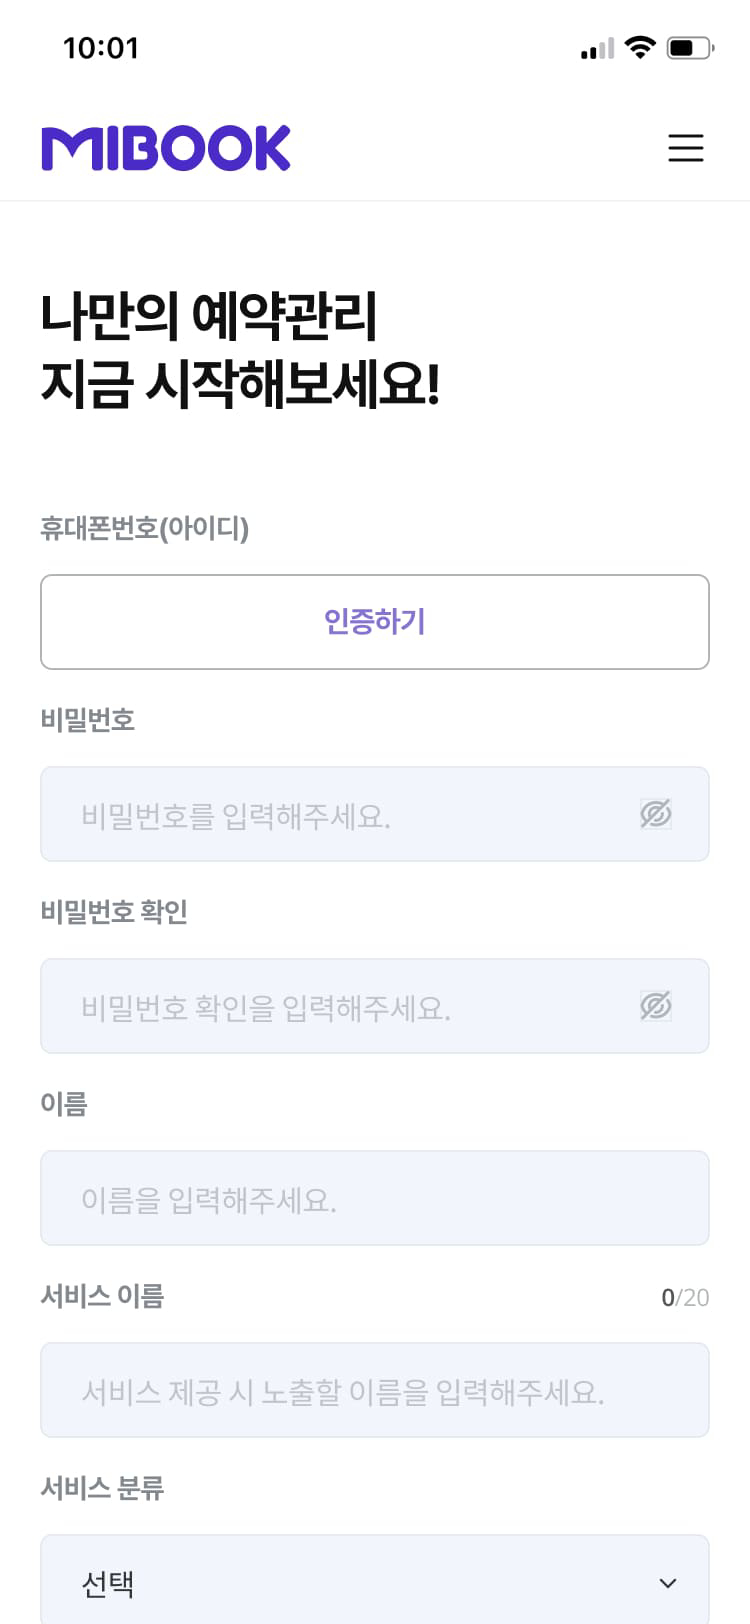 10:01
MIBOOK
나만의 예약관리
지금 시작해보세요!
휴대폰번호(아이디)
인증하기
비밀번호
비밀번호를 입력해주세요.
비밀번호 확인
비밀번호 확인을 입력해주세요.
이름
이름을 입력해주세요.
서비스 이름 0/20
서비스 제공 시 노출할 이름을 입력해주세요.
서비스 분류
선택